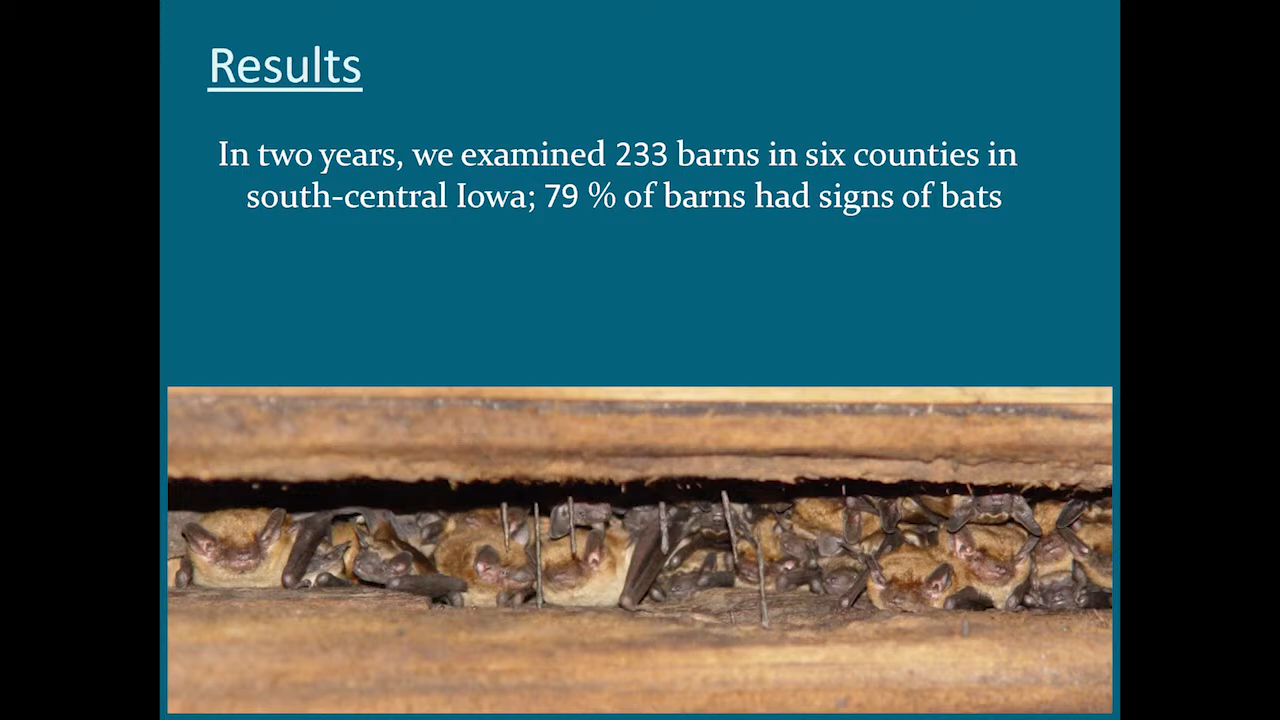 Results
In two years, we examined 233 barns in six counties in
south-central Iowa; 79 % of barns had signs of bats